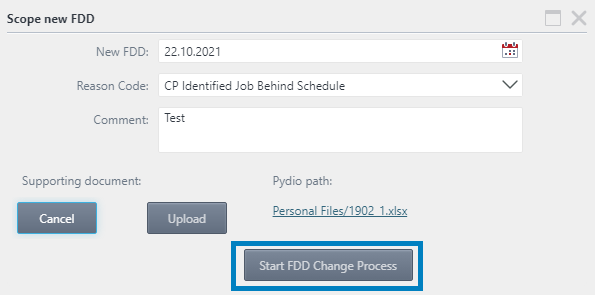 Scope new FDD
New FDD: 22.10.2021
Reason Code: CP Identified Job Behind Schedule
Comment: Test
Supporting document: Pydio path:
Cancel Upload Personal Files/1902_1.xlsx
Start FDD Change Process